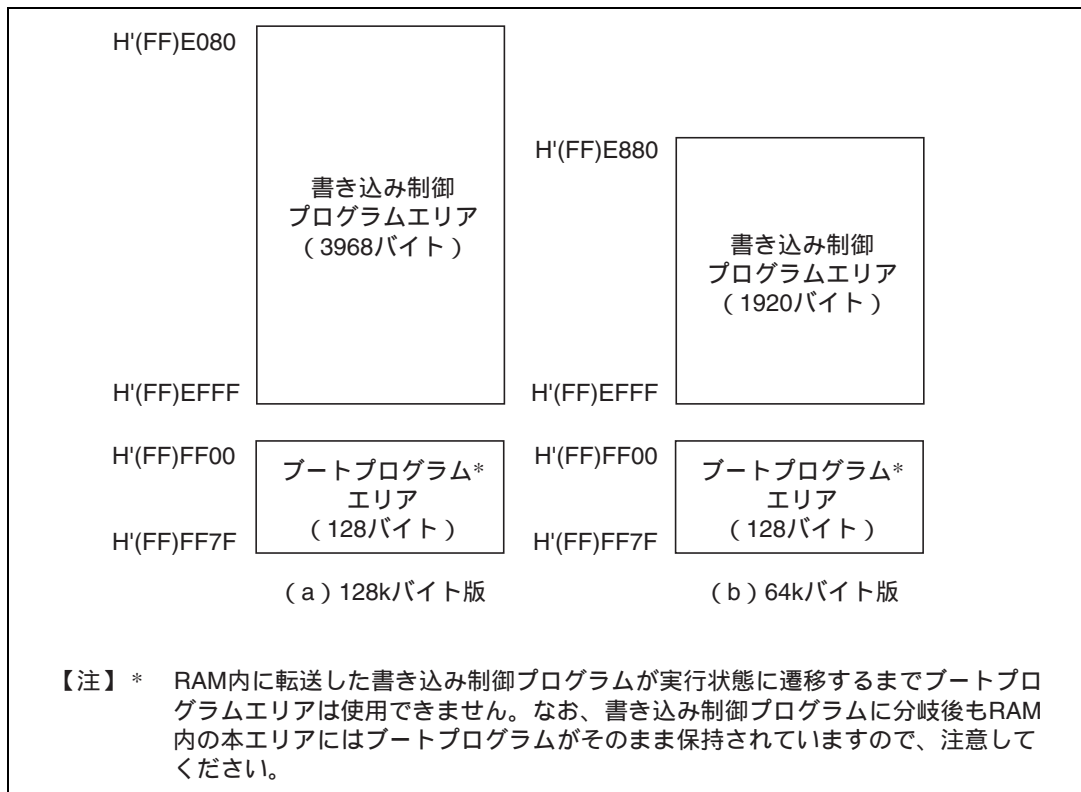 H'(FF)E080
書き込み制御
プログラムエリア
（3968バイト）
H'(FF)EFFF
H'(FF)FF00
ブートプログラム*
エリア
（128バイト）
H'(FF)FF7F
（a）128kバイト版
H'(FF)E880
書き込み制御
プログラムエリア
（1920バイト）
H'(FF)EFFF
H'(FF)FF00
ブートプログラム*
エリア
（128バイト）
H'(FF)FF7F
（b）64kバイト版
【注】* RAM内に転送した書き込み制御プログラムが実行状態に遷移するまでブートプロ
グラムエリアは使用できません。なお、書き込み制御プログラムに分岐後もRAM
内の本エリアにはブートプログラムがそのまま保持されていますので、注意して
ください。